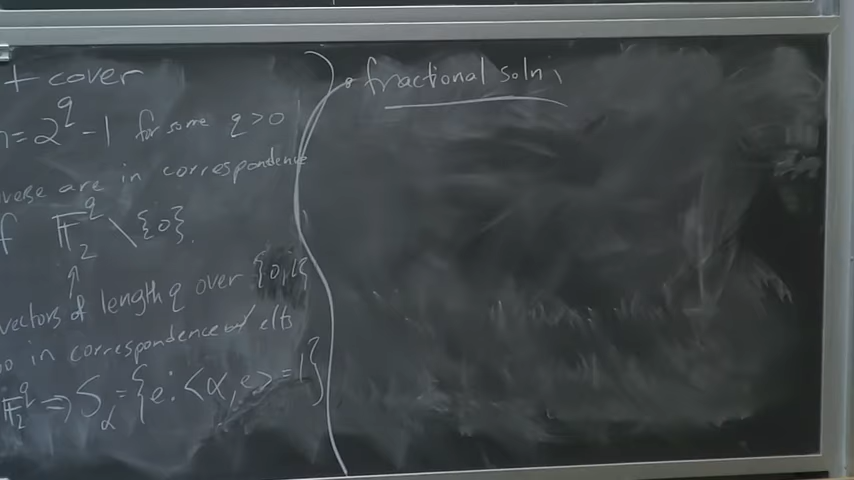 + cover
n=2^q -1 for some q>0
verse are in correspondence
f F_2^q \ {0}.
↑
vectors of length q over {0,1}
so in correspondence w/ elts
F_2^q ⇒ S_α = {e: <α,e> = 1}
• fractional soln: